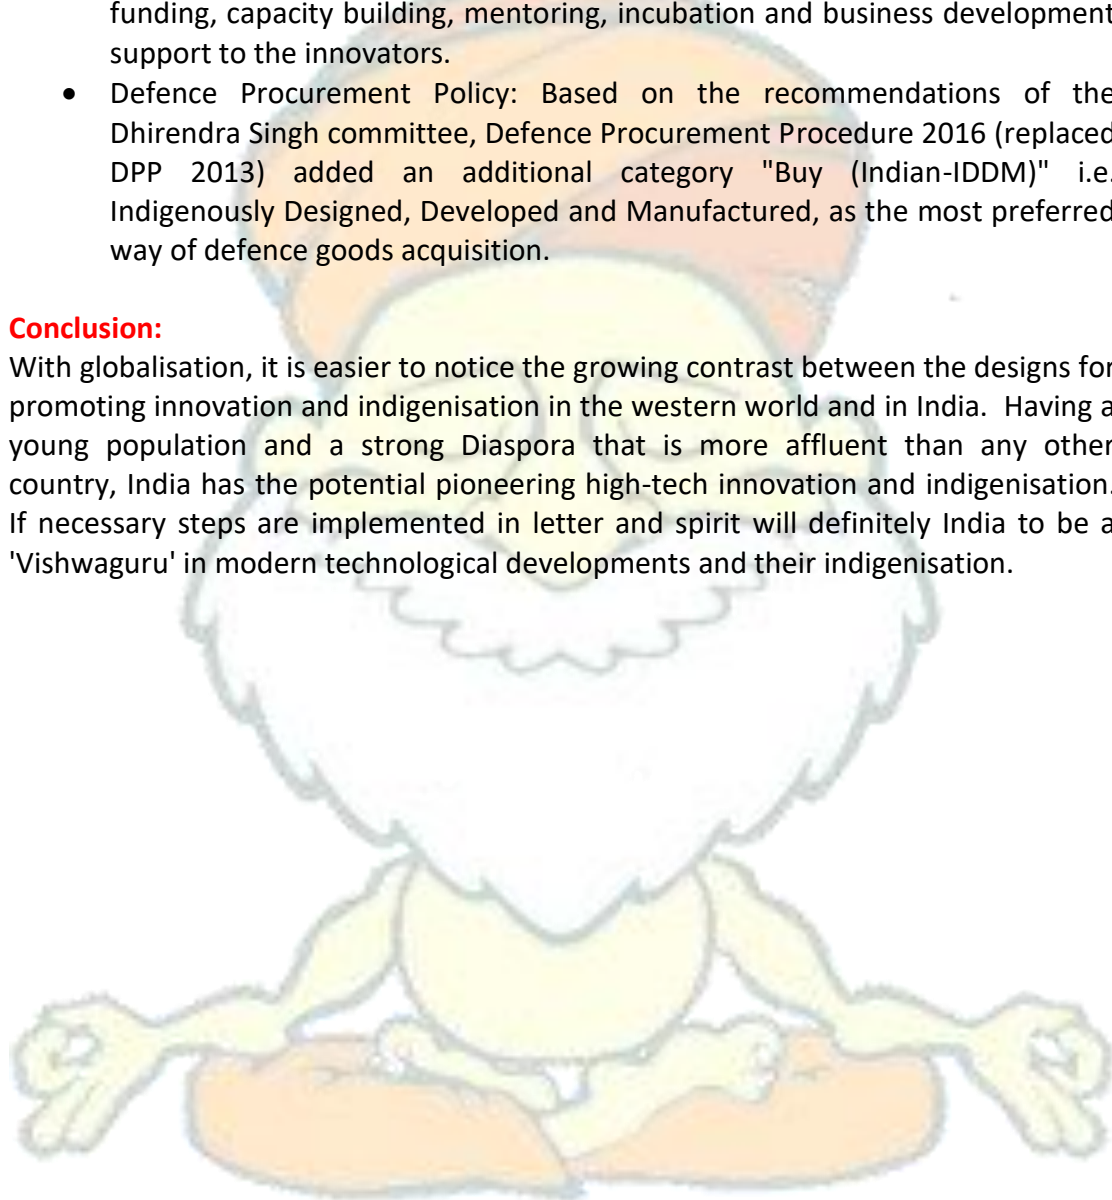 funding, capacity building, mentoring, incubation and business development
support to the innovators.
• Defence Procurement Policy: Based on the recommendations of the
Dhirendra Singh committee, Defence Procurement Procedure 2016 (replaced
DPP 2013) added an additional category "Buy (Indian-IDDM)" i.e.
Indigenously Designed, Developed and Manufactured, as the most preferred
way of defence goods acquisition.
Conclusion:
With globalisation, it is easier to notice the growing contrast between the designs for
promoting innovation and indigenisation in the western world and in India.  Having a
young population and a strong Diaspora that is more affluent than any other
country, India has the potential pioneering high-tech innovation and indigenisation.
If necessary steps are implemented in letter and spirit will definitely India to be a
'Vishwaguru' in modern technological developments and their indigenisation.